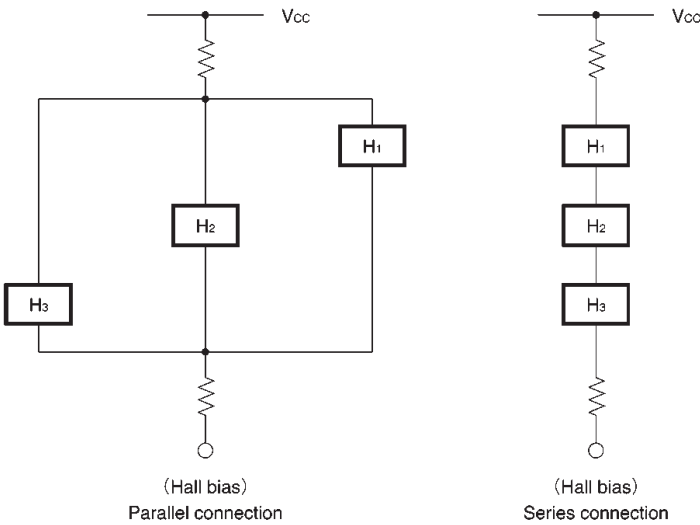 Vcc
H1
H2
H3
(Hall bias)
Parallel connection
Vcc
H1
H2
H3
(Hall bias)
Series connection